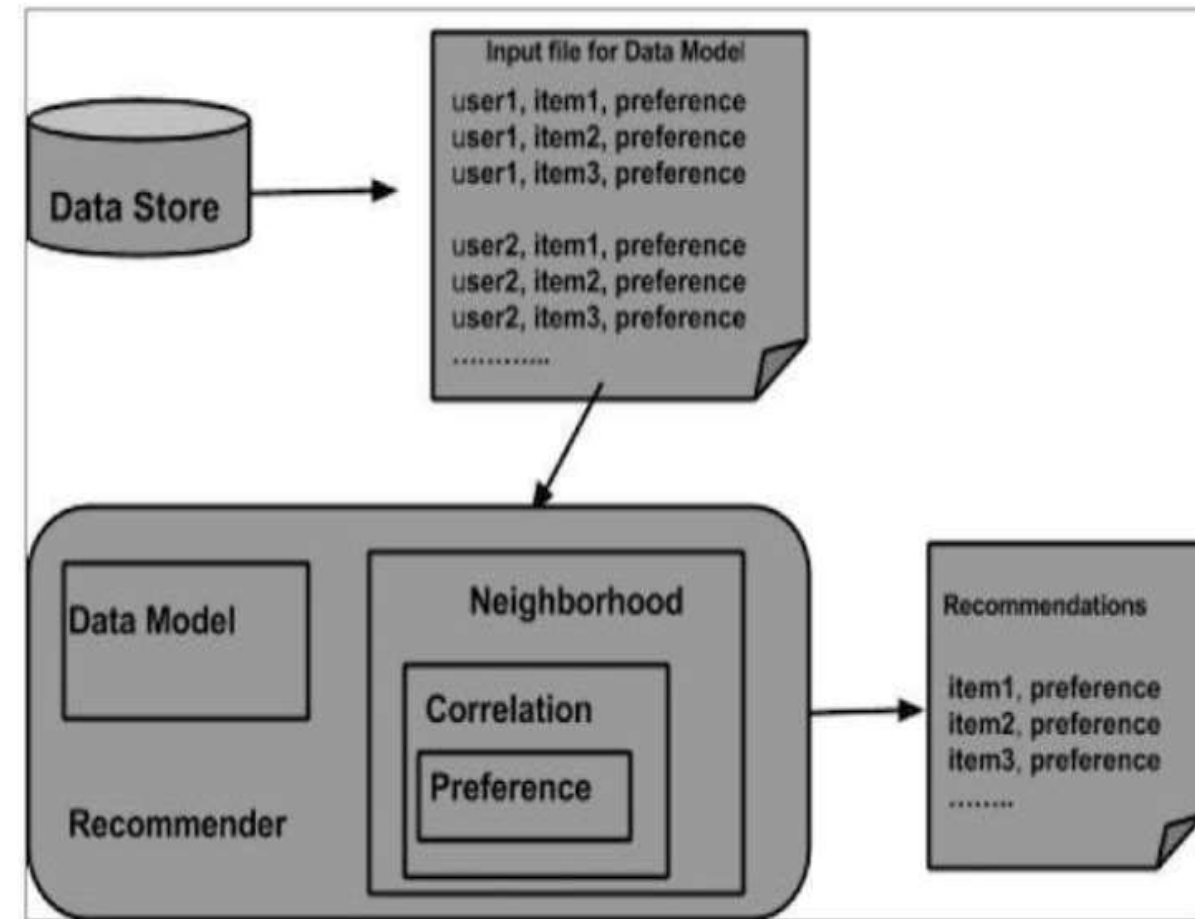 Data Store
Input file for Data Model
user1, item1, preference
user1, item2, preference
user1, item3, preference
user2, item1, preference
user2, item2, preference
user2, item3, preference
............
Data Model
Recommender
Neighborhood
Correlation
Preference
Recommendations
item1, preference
item2, preference
item3, preference
........